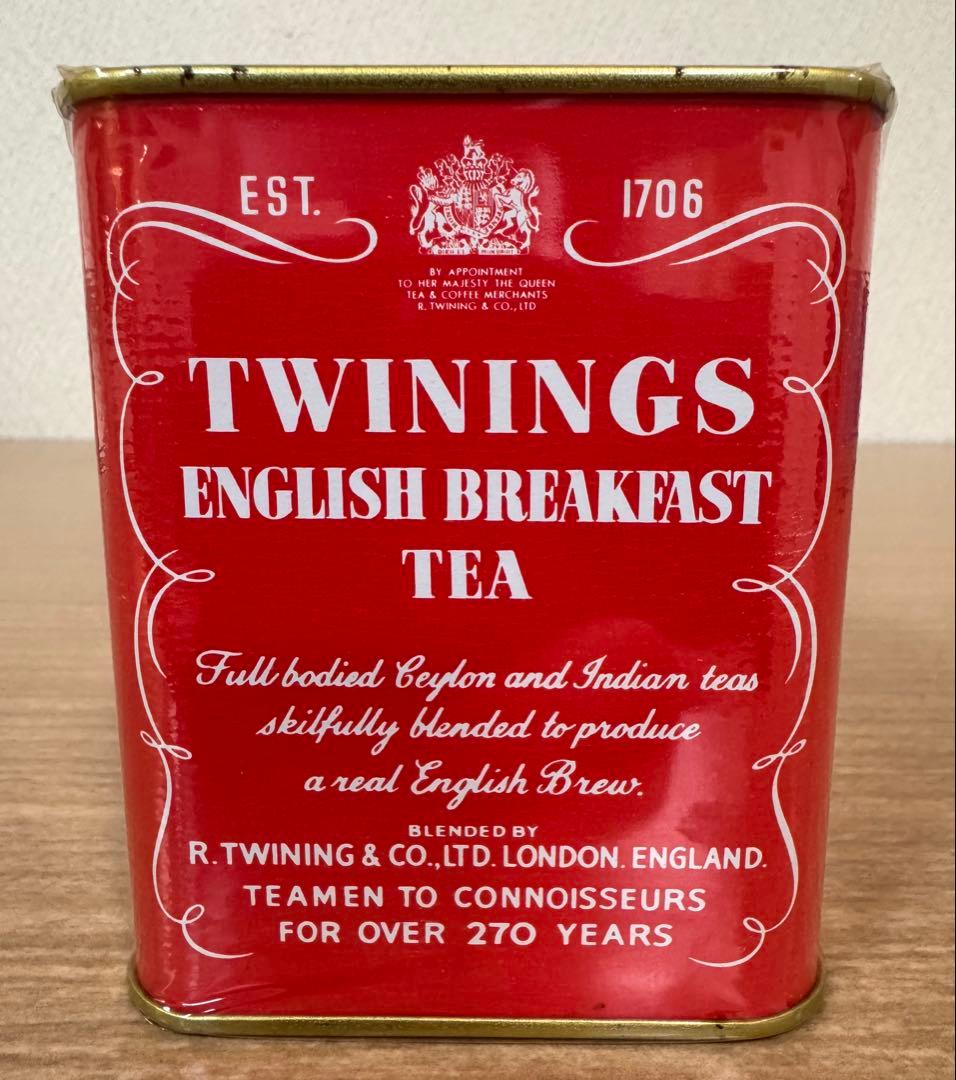 EST. 1706
BY APPOINTMENT
TO HER MAJESTY THE QUEEN
TEA & COFFEE MERCHANTS
R. TWINING & CO., LTD
TWININGS
ENGLISH BREAKFAST
TEA
Full bodied Ceylon and Indian teas
skilfully blended to produce
a real English Brew.
BLENDED BY
R. TWINING & CO., LTD. LONDON. ENGLAND.
TEAMEN TO CONNOISSEURS
FOR OVER 270 YEARS